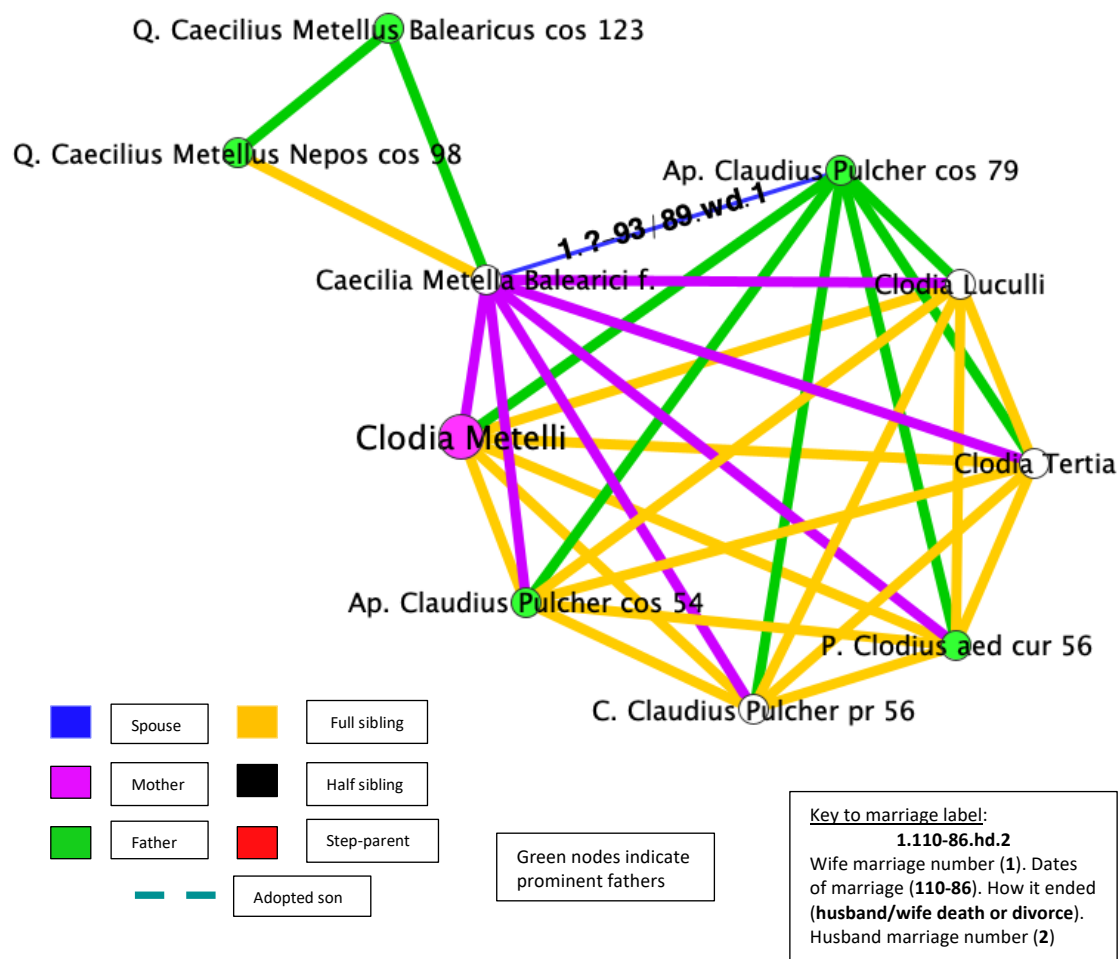 Q. Caecilius Metellus Balearicus cos 123
Q. Caecilius Metellus Nepos cos 98
Ap. Claudius Pulcher cos 79
1.?-93/89.wd.1
Caecilia Metella Balearici f.
Clodia Luculli
Clodia Metelli
Clodia Tertia
Ap. Claudius Pulcher cos 54
P. Clodius aed cur 56
C. Claudius Pulcher pr 56
Spouse
Full sibling
Mother
Half sibling
Father
Step-parent
Adopted son
Green nodes indicate
prominent fathers
Key to marriage label:
1.110-86.hd.2
Wife marriage number (1). Dates
of marriage (110-86). How it ended
(husband/wife death or divorce).
Husband marriage number (2)